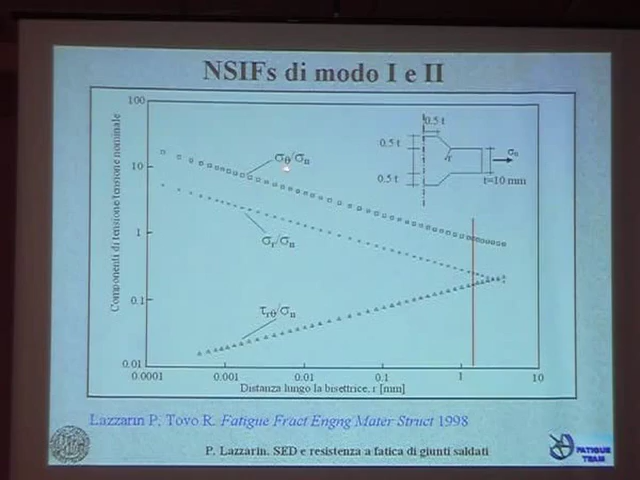 NSIFs di modo I e II
Componenti di tensione/tensione nominale
100
10
1
0.1
0.01
0.0001
0.001
0.01
0.1
1
10
Distanza lungo la bisettrice, r [mm]
σθ/σn
σr/σn
τrθ/σn
0.5 t
0.5 t
0.5 t
r
σn
t=10 mm
Lazzarin P, Tovo R. Fatigue Fract Engng Mater Struct 1998
P. Lazzarin. SED e resistenza a fatica di giunti saldati
FATIGUE
TEAM